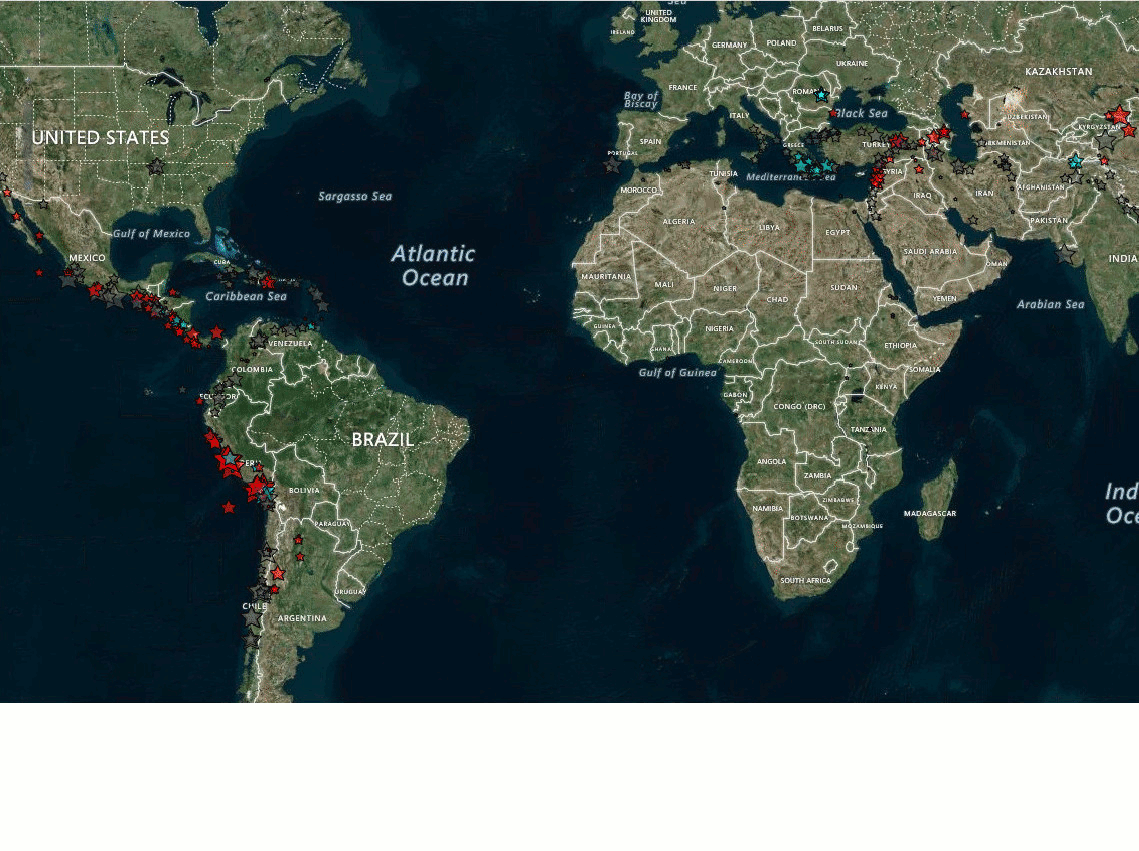 Sea
UNITED
KINGDOM
IRELAND
BELARUS
GERMANY
POLAND
UKRAINE
KAZAKHSTAN
FRANCE
Bay of
Biscay
Black Sea
ITALY
UZBEKISTAN
KYRGYZSTAN
UNITED STATES
SPAIN
PORTUGAL
GREECE
TURKEY
TUNISIA
Mediterranean Sea
SYRIA
AFGHANISTAN
MOROCCO
IRAQ
IRAN
Sargasso Sea
PAKISTAN
ALGERIA
LIBYA
EGYPT
Gulf of Mexico
Atlantic
Ocean
SAUDI ARABIA
MEXICO
CUBA
OMAN
INDIA
MAURITANIA
MALI
NIGER
CHAD
SUDAN
YEMEN
Caribbean Sea
Arabian Sea
GUINEA
NIGERIA
VENEZUELA
GHANA
SOUTH SUDAN
ETHIOPIA
COLOMBIA
CAMEROON
SOMALIA
Gulf of Guinea
KENYA
ECUADOR
GABON
CONGO (DRC)
TANZANIA
BRAZIL
PERU
ANGOLA
ZAMBIA
BOLIVIA
Ind
Oce
ZIMBABWE
NAMIBIA
BOTSWANA
MADAGASCAR
PARAGUAY
MOZAMBIQUE
SOUTH AFRICA
URUGUAY
CHILE
ARGENTINA